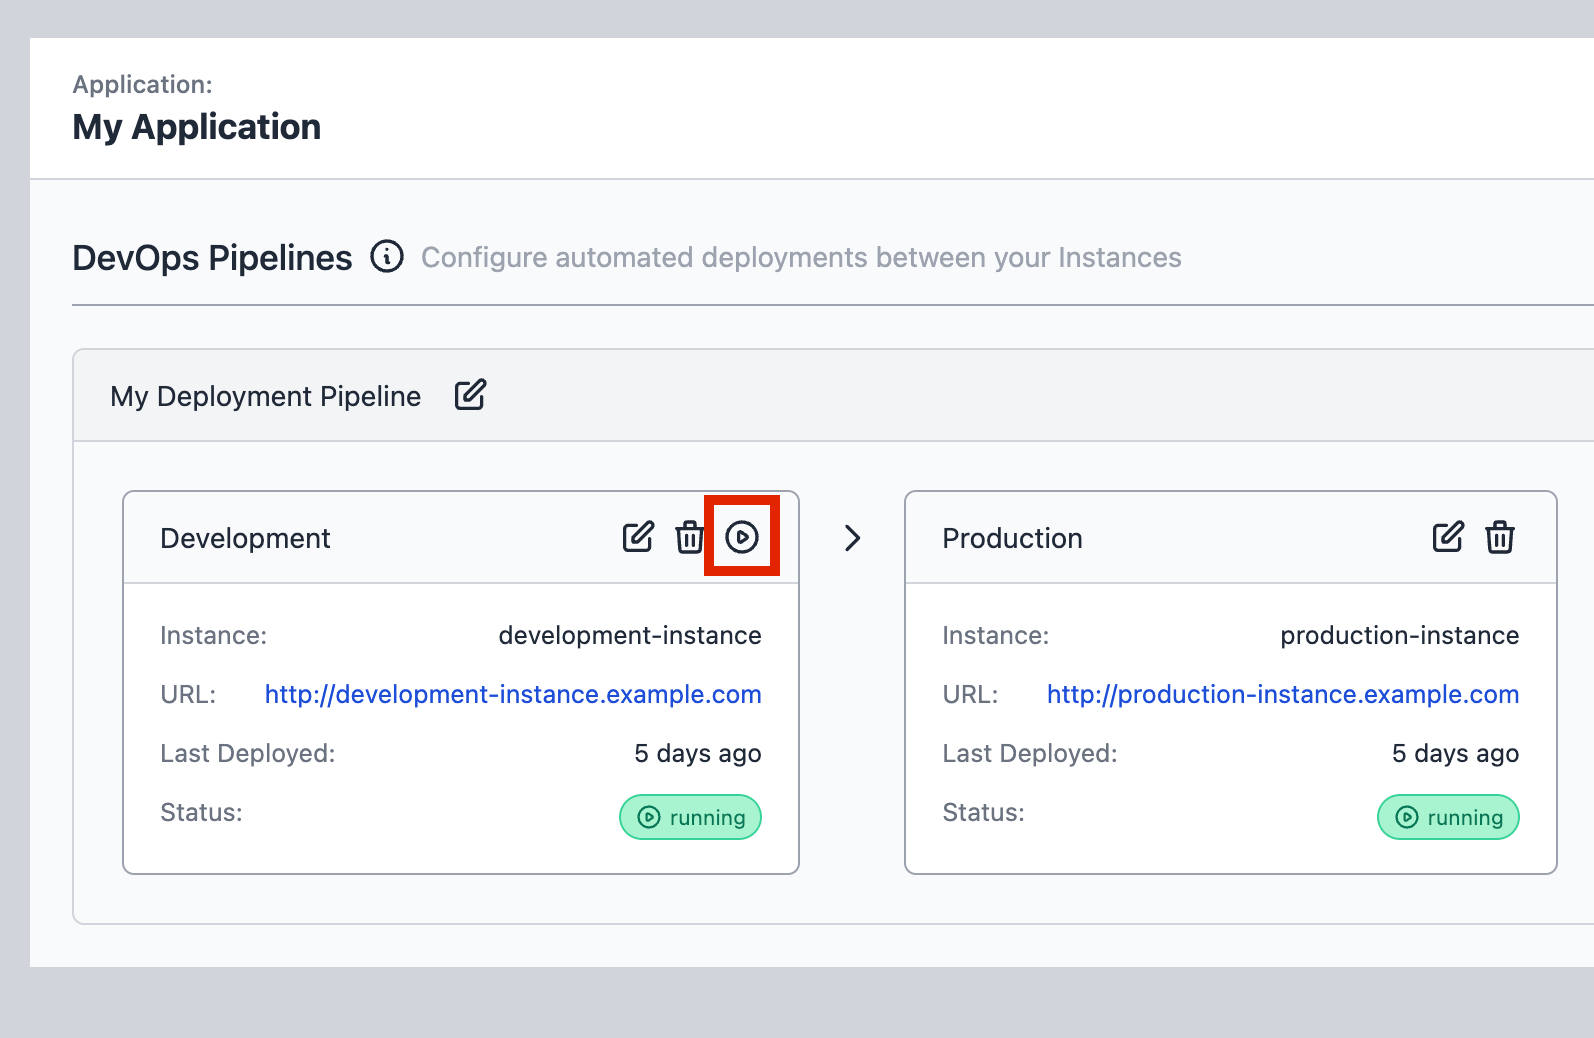 Application:
My Application
DevOps Pipelines Configure automated deployments between your Instances
My Deployment Pipeline
Development
Instance: development-instance
URL: http://development-instance.example.com
Last Deployed: 5 days ago
Status: running
Production
Instance: production-instance
URL: http://production-instance.example.com
Last Deployed: 5 days ago
Status: running